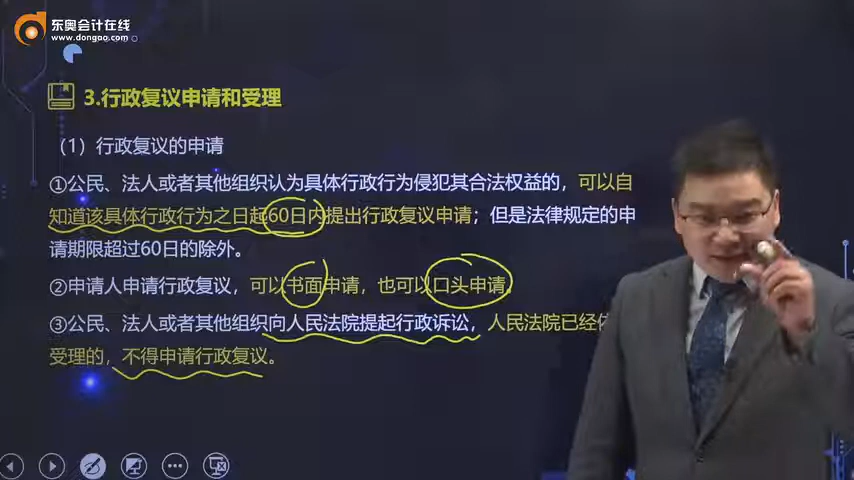 东奥会计在线
www.dongao.com
3.行政复议申请和受理
（1）行政复议的申请
①公民、法人或者其他组织认为具体行政行为侵犯其合法权益的，可以自
知道该具体行政行为之日起60日内提出行政复议申请；但是法律规定的申
请期限超过60日的除外。
②申请人申请行政复议，可以书面申请，也可以口头申请。
③公民、法人或者其他组织向人民法院提起行政诉讼，人民法院已经依
受理的，不得申请行政复议。